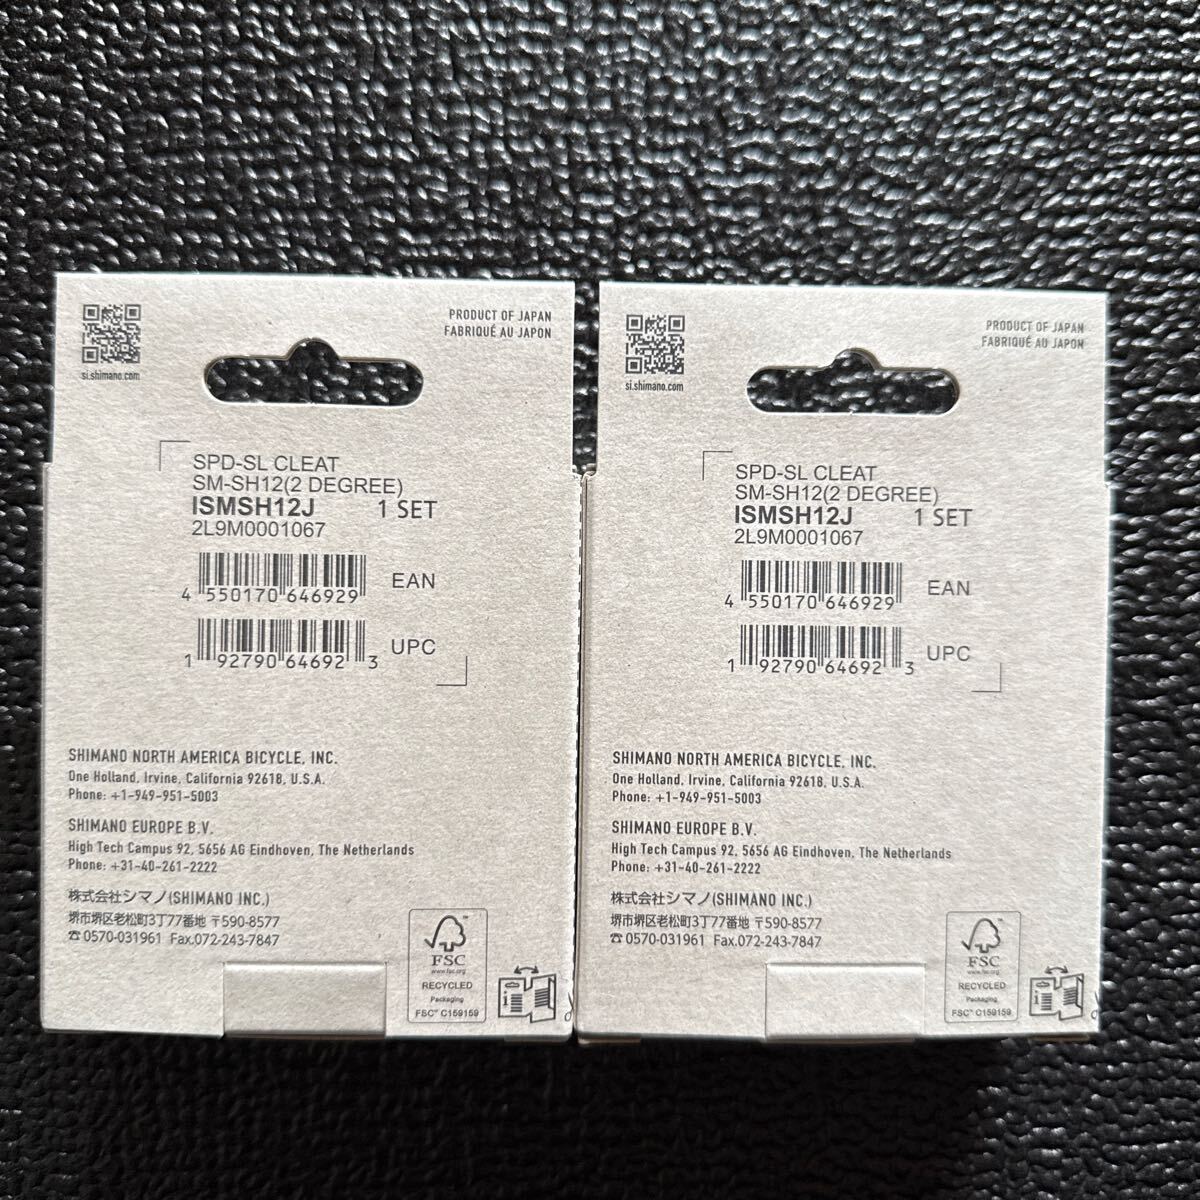 si.shimano.com
PRODUCT OF JAPAN
FABRIQUÉ AU JAPON
SPD-SL CLEAT
SM-SH12(2 DEGREE)
ISMSH12J 1 SET
2L9M0001067
4 550170 646929 EAN
1 92790 64692 3 UPC
SHIMANO NORTH AMERICA BICYCLE, INC.
One Holland, Irvine, California 92618, U.S.A.
Phone: +1-949-951-5003
SHIMANO EUROPE B.V.
High Tech Campus 92, 5656 AG Eindhoven, The Netherlands
Phone: +31-40-261-2222
株式会社シマノ(SHIMANO INC.)
堺市堺区老松町3丁77番地 〒590-8577
☎0570-031961 Fax.072-243-7847
FSC
www.fsc.org
RECYCLED
Packaging
FSC™ C159159
si.shimano.com
PRODUCT OF JAPAN
FABRIQUÉ AU JAPON
SPD-SL CLEAT
SM-SH12(2 DEGREE)
ISMSH12J 1 SET
2L9M0001067
4 550170 646929 EAN
1 92790 64692 3 UPC
SHIMANO NORTH AMERICA BICYCLE, INC.
One Holland, Irvine, California 92618, U.S.A.
Phone: +1-949-951-5003
SHIMANO EUROPE B.V.
High Tech Campus 92, 5656 AG Eindhoven, The Netherlands
Phone: +31-40-261-2222
株式会社シマノ(SHIMANO INC.)
堺市堺区老松町3丁77番地 〒590-8577
☎0570-031961 Fax.072-243-7847
FSC
www.fsc.org
RECYCLED
Packaging
FSC™ C159159